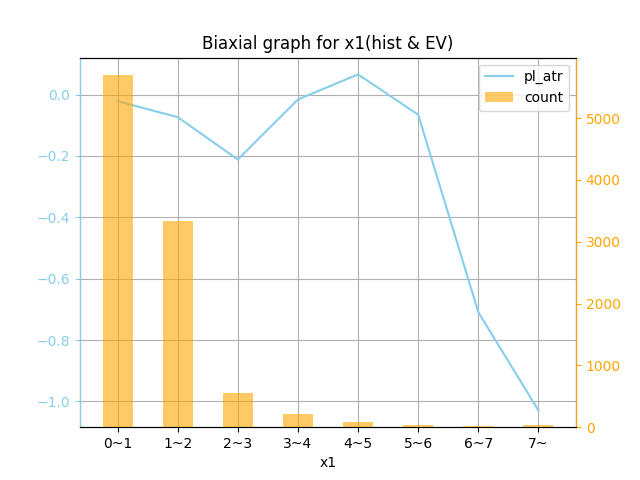 Biaxial graph for x1(hist & EV)
pl_atr
count
0.0
−0.2
−0.4
−0.6
−0.8
−1.0
5000
4000
3000
2000
1000
0
0~1 1~2 2~3 3~4 4~5 5~6 6~7 7~
x1